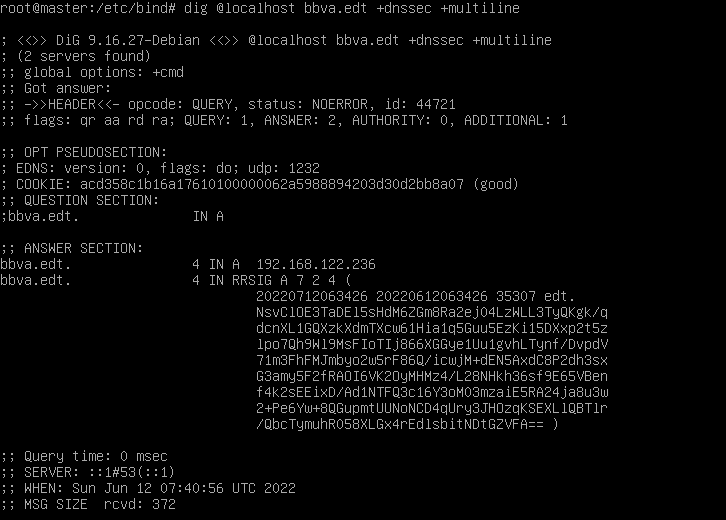 root@master:/etc/bind# dig @localhost bbva.edt +dnssec +multiline
; <<>> DiG 9.16.27-Debian <<>> @localhost bbva.edt +dnssec +multiline
; (2 servers found)
;; global options: +cmd
;; Got answer:
;; ->>HEADER<<- opcode: QUERY, status: NOERROR, id: 44721
;; flags: qr aa rd ra; QUERY: 1, ANSWER: 2, AUTHORITY: 0, ADDITIONAL: 1
;; OPT PSEUDOSECTION:
; EDNS: version: 0, flags: do; udp: 1232
; COOKIE: acd358c1b16a17610100000062a5988894203d30d2bb8a07 (good)
;; QUESTION SECTION:
;bbva.edt. IN A
;; ANSWER SECTION:
bbva.edt. 4 IN A 192.168.122.236
bbva.edt. 4 IN RRSIG A 7 2 4 (
20220712063426 20220612063426 35307 edt.
NsvClOE3TaDEl5sHdM6ZGm8Ra2ej04LzWLL3TyQKgk/q
dcnXL1GQXzkXdmTXcw61Hia1q5Guu5EzKi15DXxp2t5z
lpo7Qh9Wl9MsFIoTIj866XGGye1Uu1gvhLTynf/DvpdV
71m3FhFMJmbyo2w5rF86Q/icwjM+dEN5AxdC8P2dh3sx
G3amy5F2fRAOI6VK2OyMHMz4/L28NHkh36sf9E65VBen
f4k2sEEixD/Ad1NTFQ3c16Y3oM03mzaiE5RA24ja8u3w
2+Pe6Yw+8QGupmtUUNoNCD4qUry3JHOzqKSEXLlQBTlr
/QbcTymuhR058XLGx4rEdlsbitNDtGZVFA== )
;; Query time: 0 msec
;; SERVER: ::1#53(::1)
;; WHEN: Sun Jun 12 07:40:56 UTC 2022
;; MSG SIZE rcvd: 372